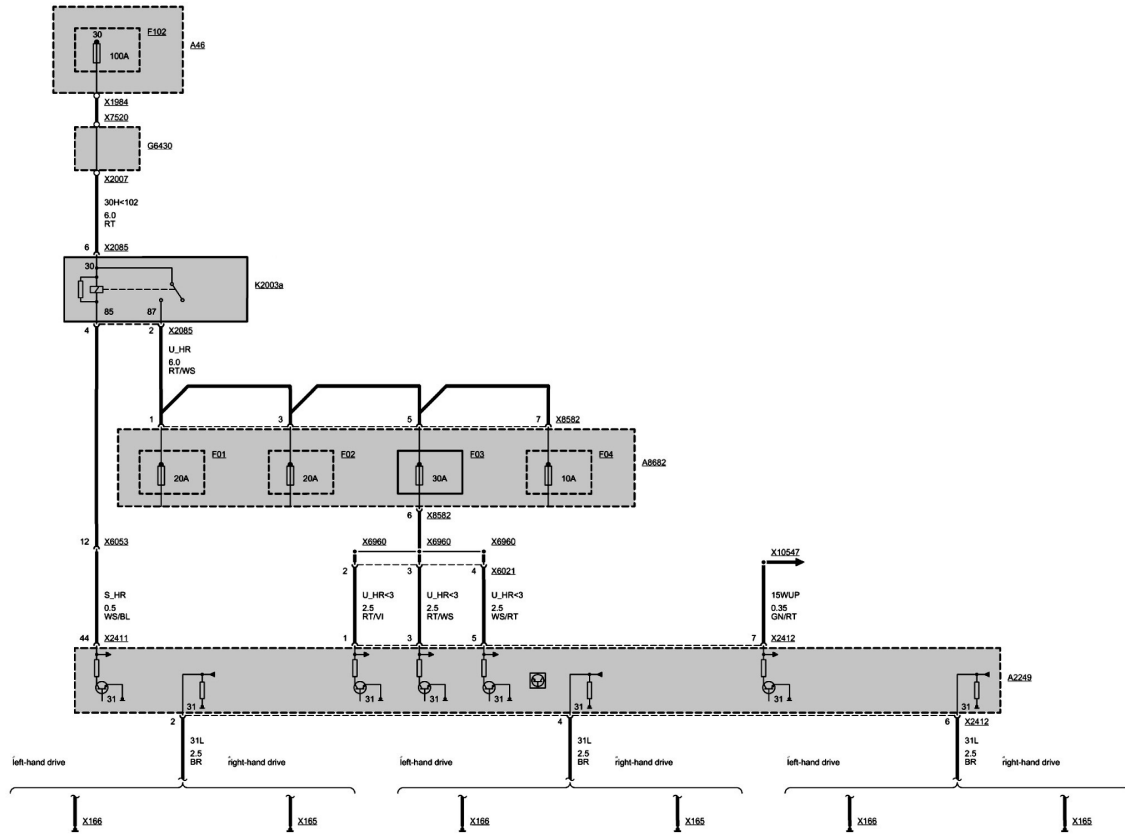 30 F102
A46
100A
X1984
X7520
G6430
X2007
30H<102
6.0
RT
6 X2085
30
K2003a
85 87
4 2 X2085
U_HR
6.0
RT/WS
1 3 5 7 X8582
F01 F02 F03 F04
A8682
20A 20A 30A 10A
6 X8582
12 X6053
X6960 X6960 X6960
X10547
2 3 4 X6021
S_HR U_HR<3 U_HR<3 U_HR<3 15WUP
0.5 2.5 2.5 2.5 0.35
WS/BL RT/VI RT/WS WS/RT GN/RT
44 X2411 1 3 5 7 X2412
A2249
31 31 31 31 31 31 31 31
2 4 6 X2412
31L 31L 31L
2.5 2.5 2.5
BR BR BR
left-hand drive right-hand drive left-hand drive right-hand drive left-hand drive right-hand drive
X166 X165 X166 X165 X166 X165